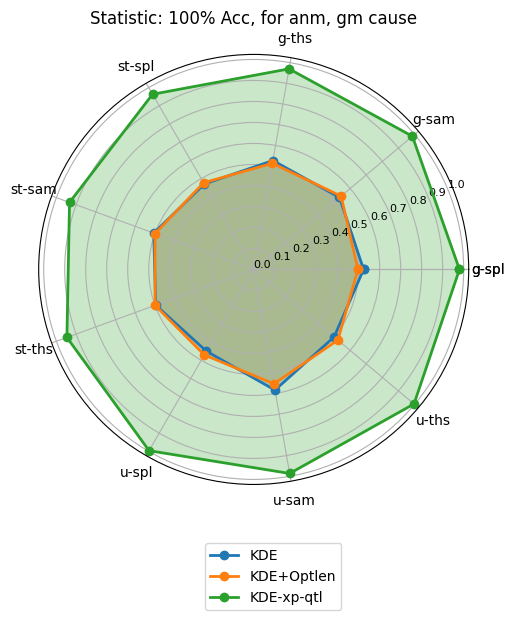 Statistic: 100% Acc, for anm, gm cause
g-ths
st-spl
g-sam
st-sam
1.0
0.9
0.8
0.7
0.6
0.5
0.4
0.3
0.2
0.1
0.0
g-spl
st-ths
u-ths
u-spl
u-sam
KDE
KDE+Optlen
KDE-xp-qtl